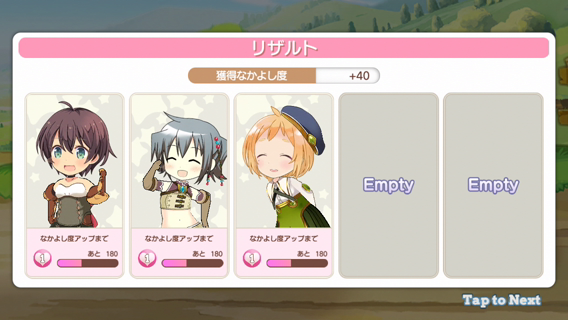 リザルト
獲得なかよし度 +40
なかよし度アップまで
1 あと 180
なかよし度アップまで
1 あと 180
なかよし度アップまで
1 あと 180
Empty
Empty
Tap to Next